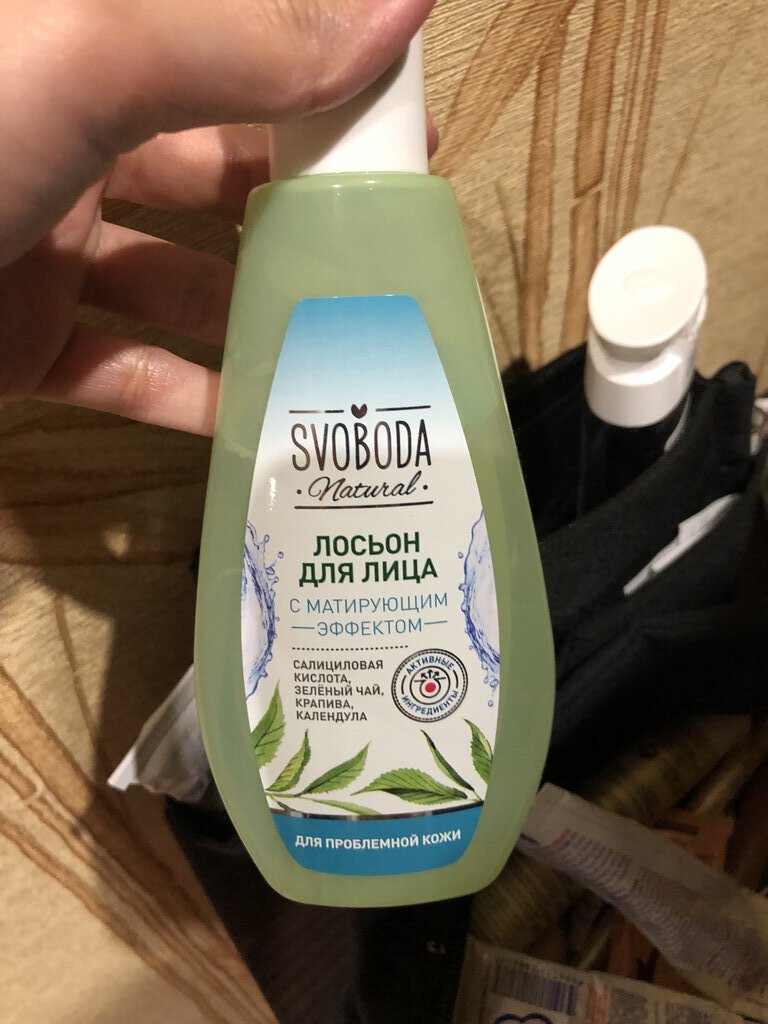 SVOBODA
Natural
ЛОСЬОН
ДЛЯ ЛИЦА
С МАТИРУЮЩИМ
ЭФФЕКТОМ
САЛИЦИЛОВАЯ
КИСЛОТА,
ЗЕЛЁНЫЙ ЧАЙ,
КРАПИВА,
КАЛЕНДУЛА
АКТИВНЫЕ
ИНГРЕДИЕНТЫ
ДЛЯ ПРОБЛЕМНОЙ КОЖИ